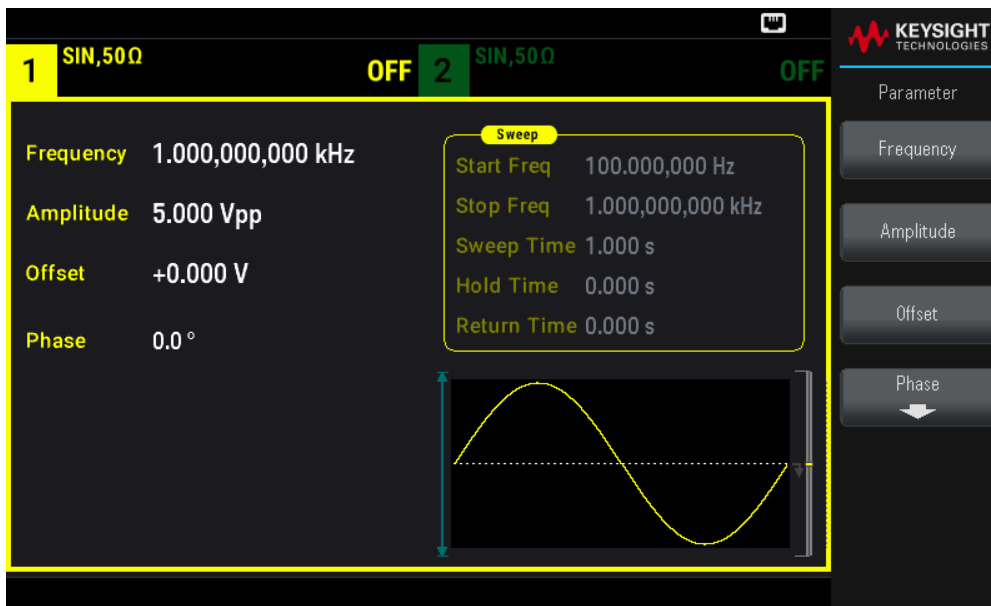 KEYSIGHT
TECHNOLOGIES
1 SIN,50Ω OFF 2 SIN,50Ω OFF
Parameter
Frequency 1.000,000,000 kHz
Amplitude 5.000 Vpp
Offset +0.000 V
Phase 0.0 °
Sweep
Start Freq 100.000,000 Hz
Stop Freq 1.000,000,000 kHz
Sweep Time 1.000 s
Hold Time 0.000 s
Return Time 0.000 s
Frequency
Amplitude
Offset
Phase